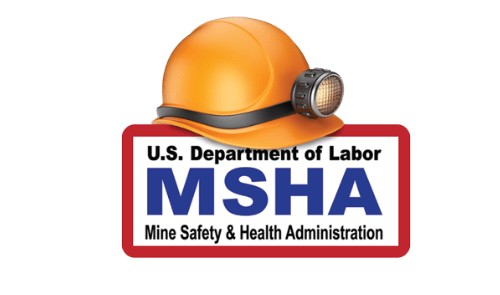 U.S. Department of Labor
MSHA
Mine Safety & Health Administration